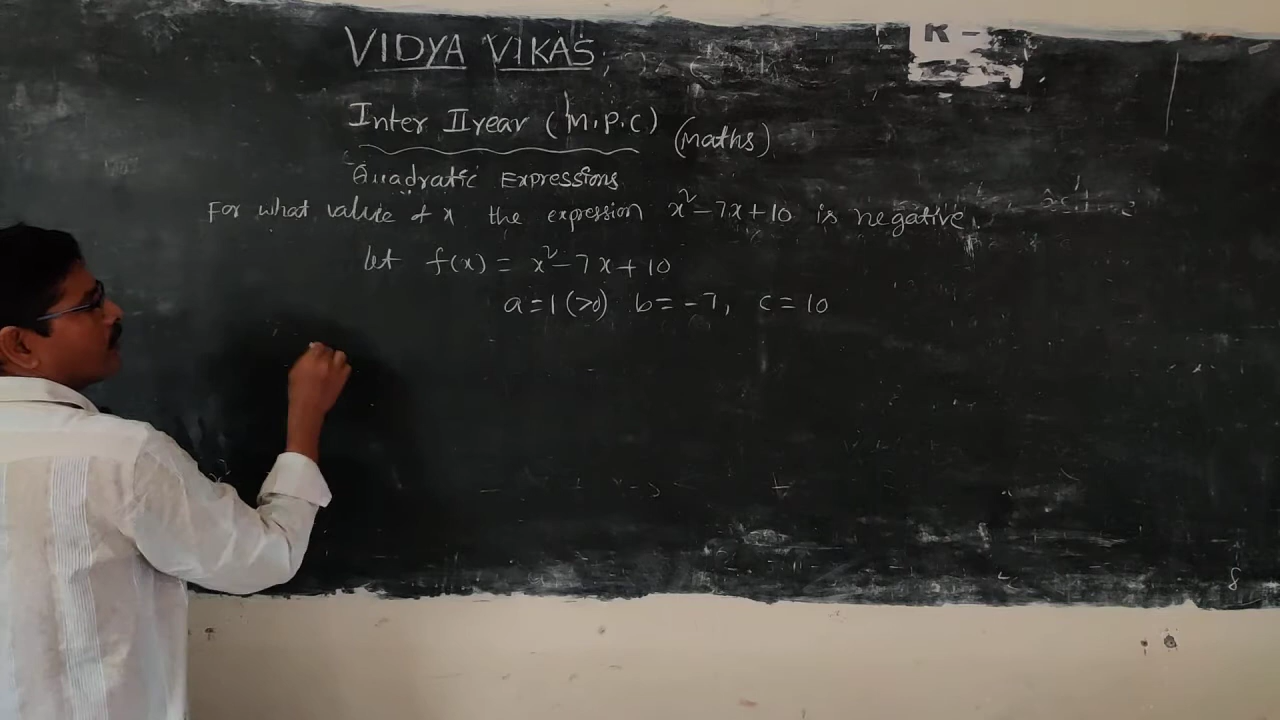 VIDYA VIKAS
R-
Inter II year (M.P.C) (Maths)
Quadratic Expressions
For what value of x the expression x² - 7x + 10 is negative.
let f(x) = x² - 7x + 10
a = 1 (>0) b = -7, c = 10
8